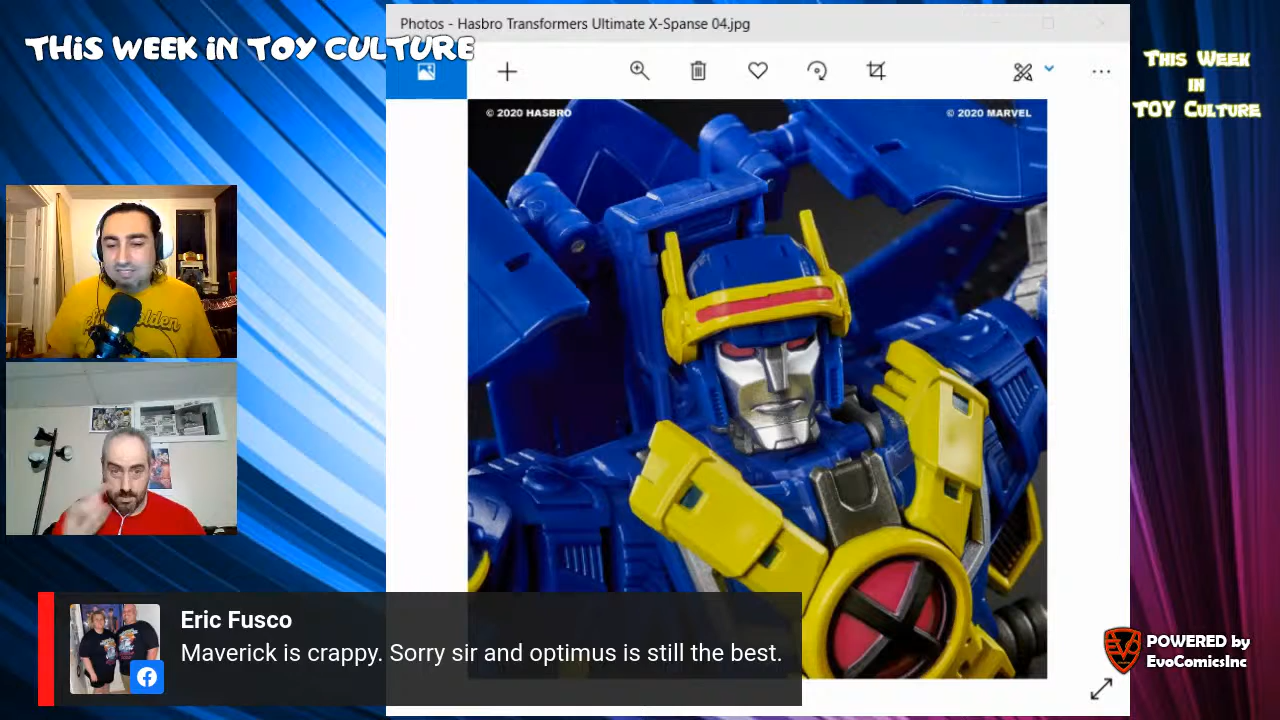 Photos - Hasbro Transformers Ultimate X-Spanse 04.jpg
THiS WEEK iN TOY CULTURE
This Week
in
TOY Culture
© 2020 HASBRO
© 2020 MARVEL
Eric Fusco
Maverick is crappy. Sorry sir and optimus is still the best.
POWERED by
EvoComicsInc